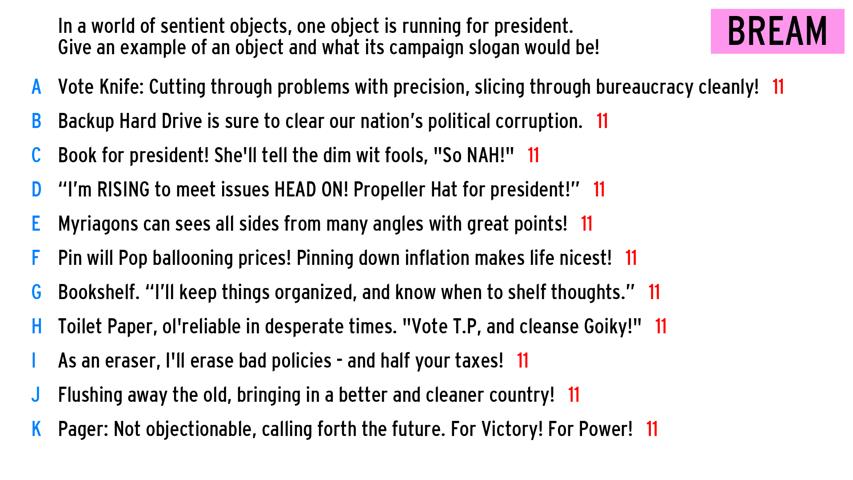 In a world of sentient objects, one object is running for president.
Give an example of an object and what its campaign slogan would be!
BREAM
A Vote Knife: Cutting through problems with precision, slicing through bureaucracy cleanly! 11
B Backup Hard Drive is sure to clear our nation’s political corruption. 11
C Book for president! She'll tell the dim wit fools, "So NAH!" 11
D “I’m RISING to meet issues HEAD ON! Propeller Hat for president!” 11
E Myriagons can sees all sides from many angles with great points! 11
F Pin will Pop ballooning prices! Pinning down inflation makes life nicest! 11
G Bookshelf. “I’ll keep things organized, and know when to shelf thoughts.” 11
H Toilet Paper, ol'reliable in desperate times. "Vote T.P, and cleanse Goiky!" 11
I As an eraser, I'll erase bad policies - and half your taxes! 11
J Flushing away the old, bringing in a better and cleaner country! 11
K Pager: Not objectionable, calling forth the future. For Victory! For Power! 11